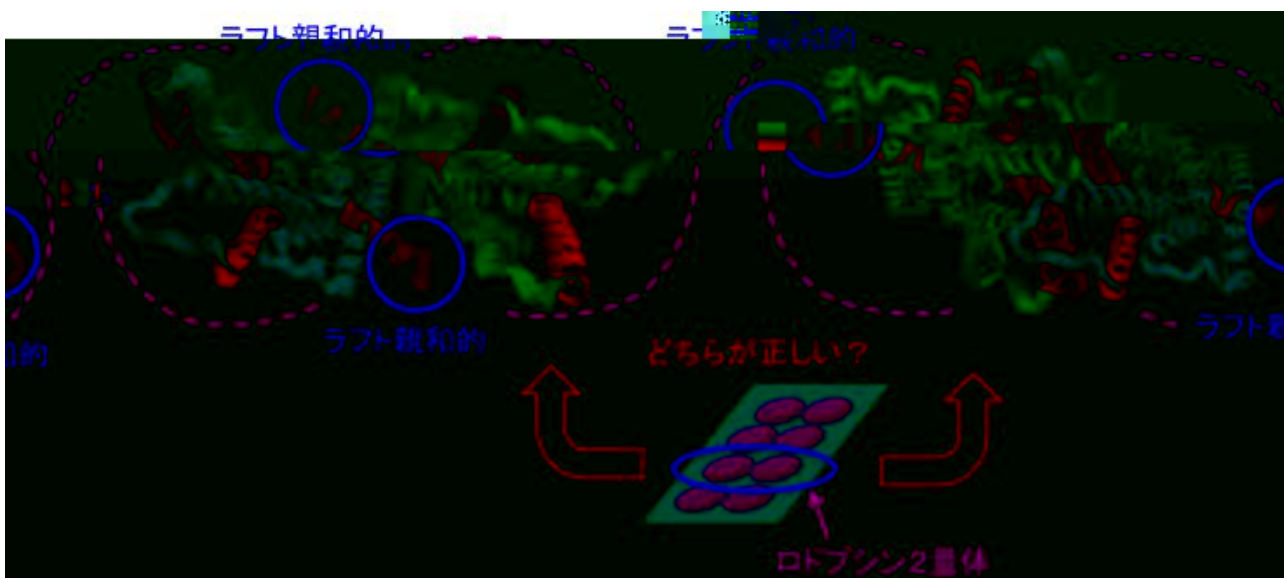 ラフト親和的
ラフト親和的
ラフト親和的
和的
ラフト親
どちらが正しい？
ロドプシン2量体